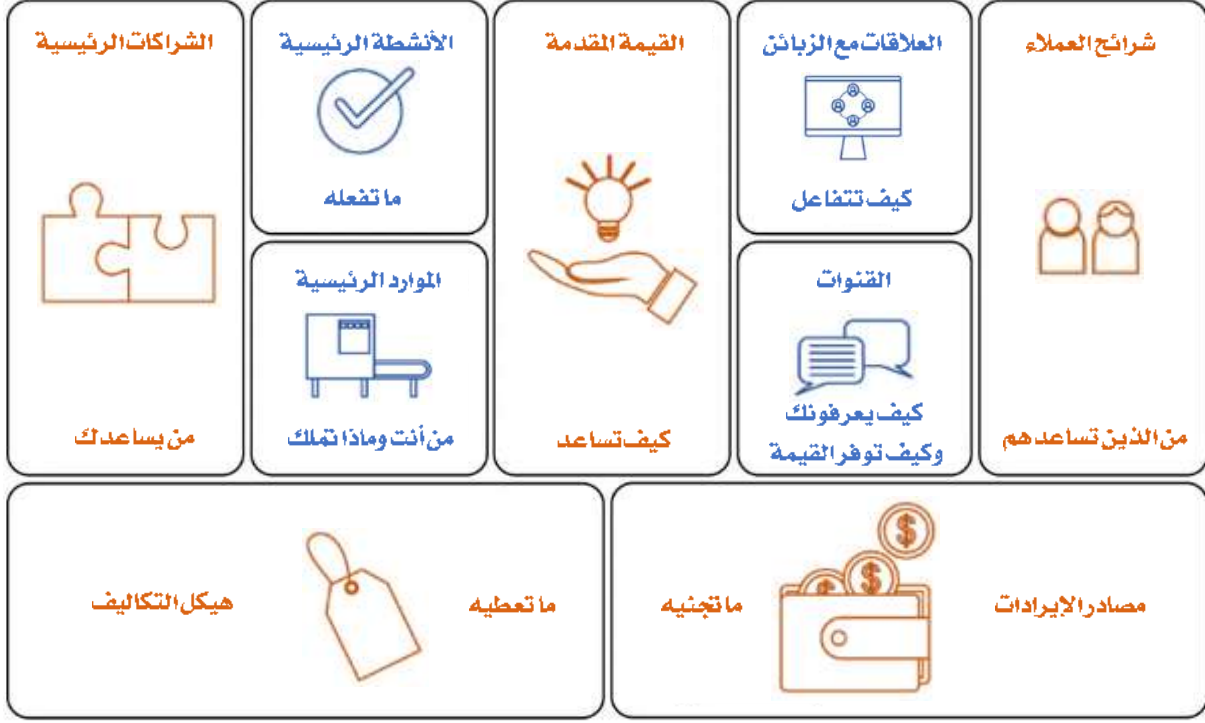 شرائح العملاء
من الذين تساعدهم
العلاقات مع الزبائن
كيف تتفاعل
القنوات
كيف يعرفونك
وكيف توفر القيمة
القيمة المقدمة
كيف تساعد
الأنشطة الرئيسية
ما تفعله
الموارد الرئيسية
من أنت وماذا تملك
الشراكات الرئيسية
من يساعدك
مصادر الإيرادات
ما تجنيه
ما تعطيه
هيكل التكاليف